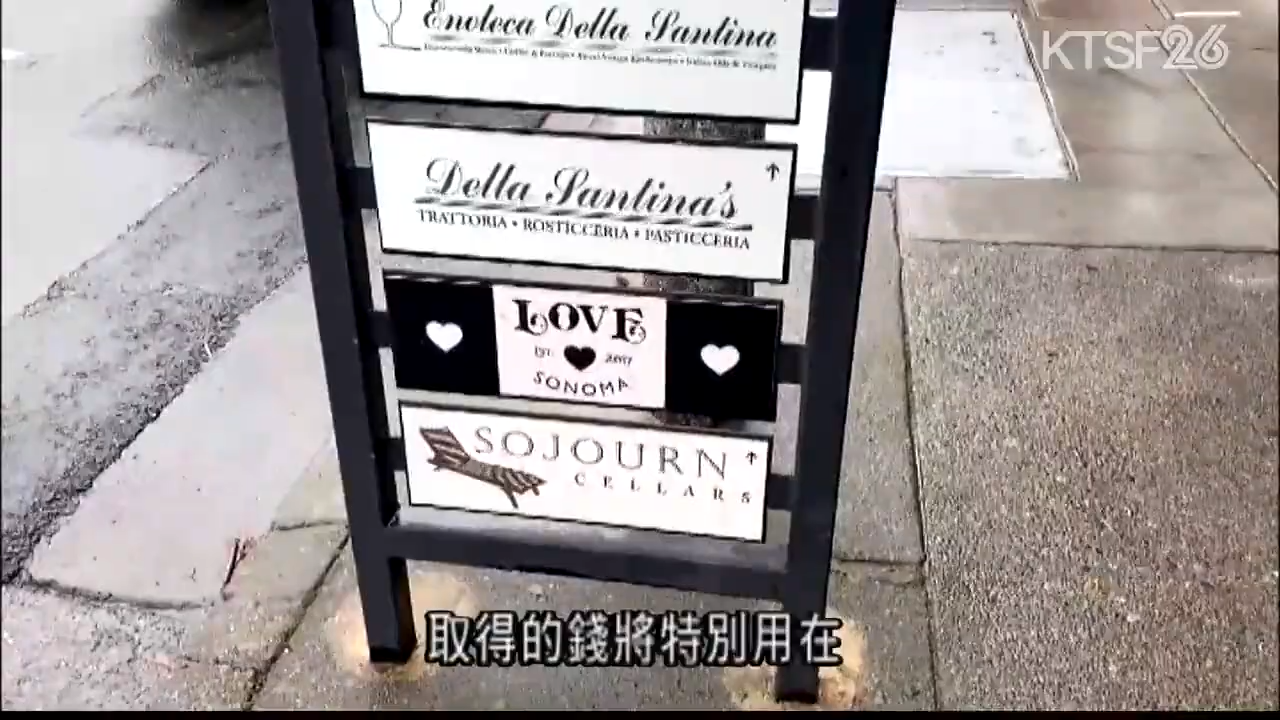 KTSF26
Enoteca Della Santina
Della Santina's
TRATTORIA • ROSTICCERIA • PASTICCERIA
LOVE
EST. 2017
SONOMA
SOJOURN
CELLARS
取得的錢將特別用在